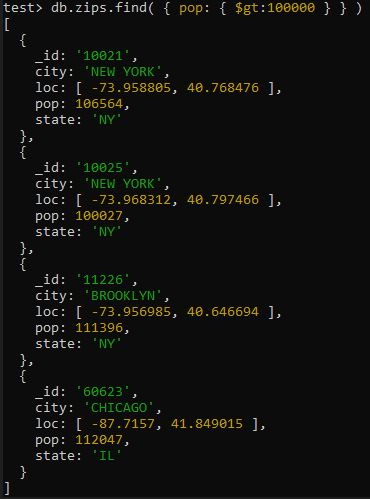 test> db.zips.find( { pop: { $gt:100000 } } )
[
  {
    _id: '10021',
    city: 'NEW YORK',
    loc: [ -73.958805, 40.768476 ],
    pop: 106564,
    state: 'NY'
  },
  {
    _id: '10025',
    city: 'NEW YORK',
    loc: [ -73.968312, 40.797466 ],
    pop: 100027,
    state: 'NY'
  },
  {
    _id: '11226',
    city: 'BROOKLYN',
    loc: [ -73.956985, 40.646694 ],
    pop: 111396,
    state: 'NY'
  },
  {
    _id: '60623',
    city: 'CHICAGO',
    loc: [ -87.7157, 41.849015 ],
    pop: 112047,
    state: 'IL'
  }
]